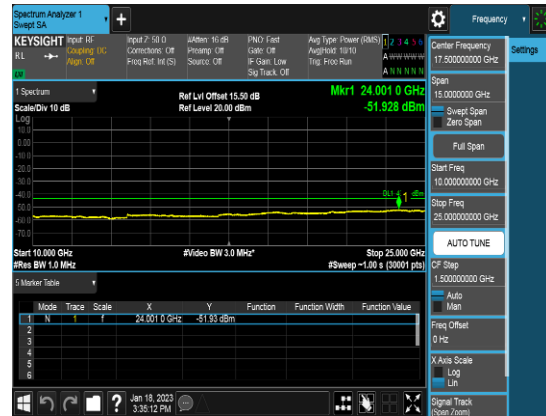 Spectrum Analyzer 1
Swept SA
+
Frequency
KEYSIGHT
RL
Input: RF
Coupling: DC
Align: Off
Input Z: 50 Ω
Corrections: Off
Freq Ref: Int (S)
#Atten: 16 dB
Preamp: Off
Source: Off
PNO: Fast
Gate: Off
IF Gain: Low
Sig Track: Off
Avg Type: Power (RMS)
Avg|Hold: 10/10
Trig: Free Run
1 2 3 4 5 6
A W W W W W
A N N N N N
1 Spectrum
Scale/Div 10 dB
Log
Ref Lvl Offset 15.50 dB
Ref Level 20.00 dBm
Mkr1 24.001 0 GHz
-51.928 dBm
10.0
0.00
-10.0
-20.0
-30.0
-40.0
-50.0
-60.0
-70.0
1
Start 10.000 GHz
#Res BW 1.0 MHz
#Video BW 3.0 MHz*
Stop 25.000 GHz
#Sweep ~1.00 s (30001 pts)
5 Marker Table
Mode Trace Scale X Y Function Function Width Function Value
1 N 1 f 24.001 0 GHz -51.93 dBm
2
3
4
5
6
Center Frequency
17.500000000 GHz
Settings
Span
15.0000000 GHz
Swept Span
Zero Span
Full Span
Start Freq
10.000000000 GHz
Stop Freq
25.000000000 GHz
AUTO TUNE
CF Step
1.500000000 GHz
Auto
Man
Freq Offset
0 Hz
X Axis Scale
Log
Lin
Signal Track
(Span Zoom)
?
Jan 18, 2023
3:35:12 PM